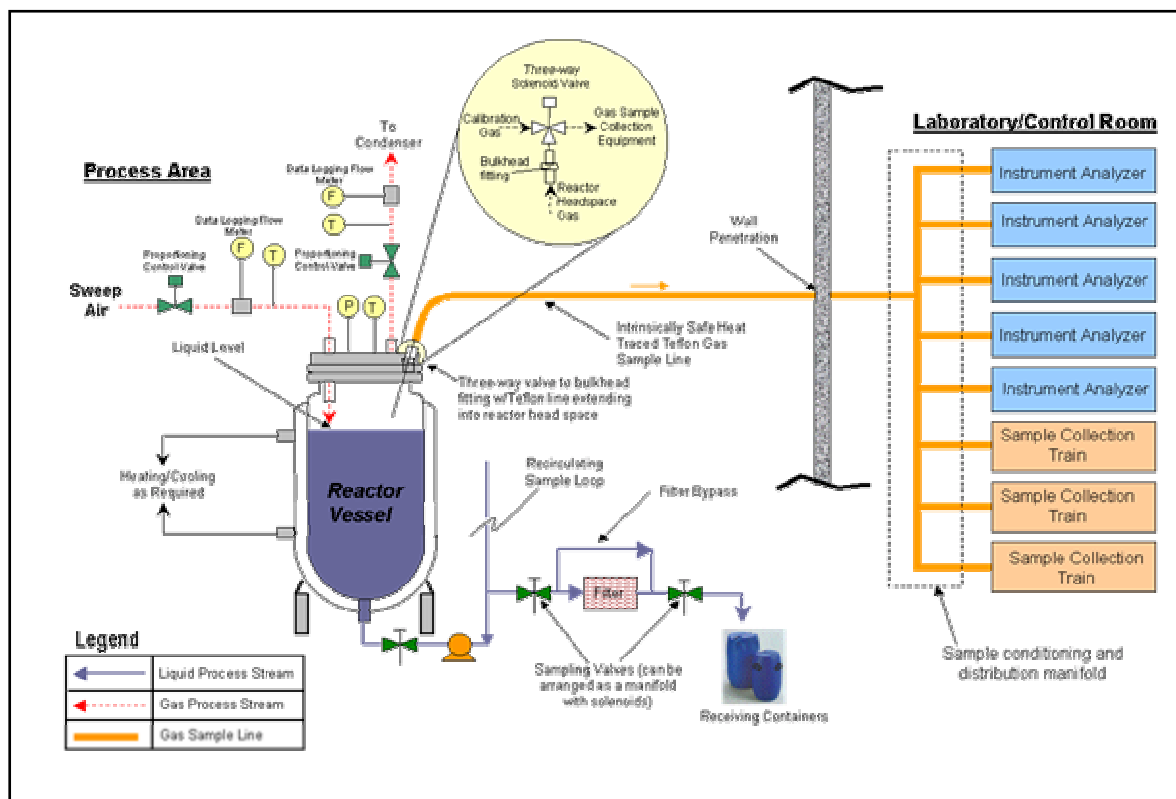 Three-way
Solenoid Valve
Calibration
Gas
Gas Sample
Collection
Equipment
Bulkhead
fitting
Reactor
Headspace
Gas
To
Condenser
Process Area
Data Logging Flow
Meter
F
T
Data Logging Flow
Meter
F
T
Proportioning
Control Valve
Proportioning
Control Valve
Sweep
Air
P
T
Liquid Level
Wall
Penetration
Intrinsically Safe Heat
Traced Teflon Gas
Sample Line
Three-way valve to bulkhead
fitting w/Teflon line extending
into reactor head space
Heating/Cooling
as Required
Reactor
Vessel
Recirculating
Sample Loop
Filter Bypass
Filter
Sampling Valves (can be
arranged as a manifold
with solenoids)
Receiving Containers
Laboratory/Control Room
Instrument Analyzer
Instrument Analyzer
Instrument Analyzer
Instrument Analyzer
Instrument Analyzer
Sample Collection
Train
Sample Collection
Train
Sample Collection
Train
Sample conditioning and
distribution manifold
Legend
Liquid Process Stream
Gas Process Stream
Gas Sample Line